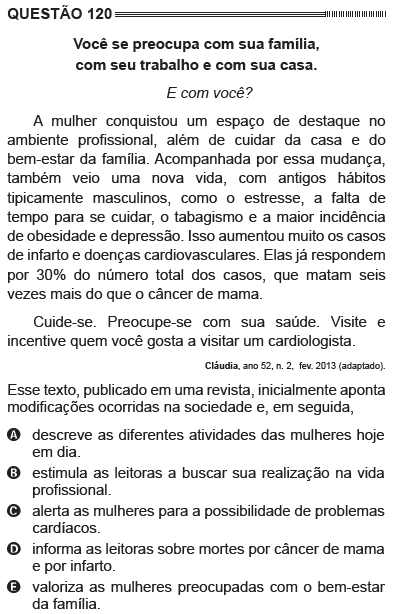 QUESTÃO 120
Você se preocupa com sua família,
com seu trabalho e com sua casa.
E com você?
A mulher conquistou um espaço de destaque no
ambiente profissional, além de cuidar da casa e do
bem-estar da família. Acompanhada por essa mudança,
também veio uma nova vida, com antigos hábitos
tipicamente masculinos, como o estresse, a falta de
tempo para se cuidar, o tabagismo e a maior incidência
de obesidade e depressão. Isso aumentou muito os casos
de infarto e doenças cardiovasculares. Elas já respondem
por 30% do número total dos casos, que matam seis
vezes mais do que o câncer de mama.
Cuide-se. Preocupe-se com sua saúde. Visite e
incentive quem você gosta a visitar um cardiologista.
Cláudia, ano 52, n. 2, fev. 2013 (adaptado).
Esse texto, publicado em uma revista, inicialmente aponta
modificações ocorridas na sociedade e, em seguida,
A descreve as diferentes atividades das mulheres hoje
em dia.
B estimula as leitoras a buscar sua realização na vida
profissional.
C alerta as mulheres para a possibilidade de problemas
cardíacos.
D informa as leitoras sobre mortes por câncer de mama
e por infarto.
E valoriza as mulheres preocupadas com o bem-estar
da família.